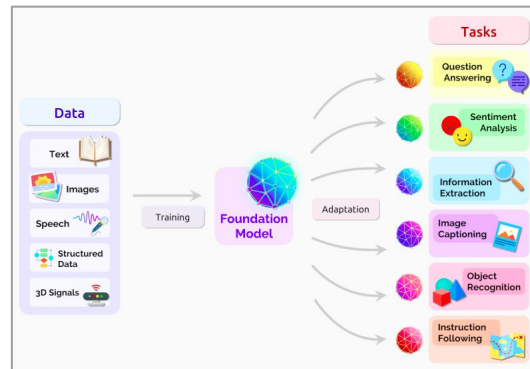 Data
Text
Images
Speech
Structured
Data
3D Signals
Training
Foundation
Model
Adaptation
Tasks
Question
Answering
Sentiment
Analysis
Information
Extraction
Image
Captioning
Object
Recognition
Instruction
Following